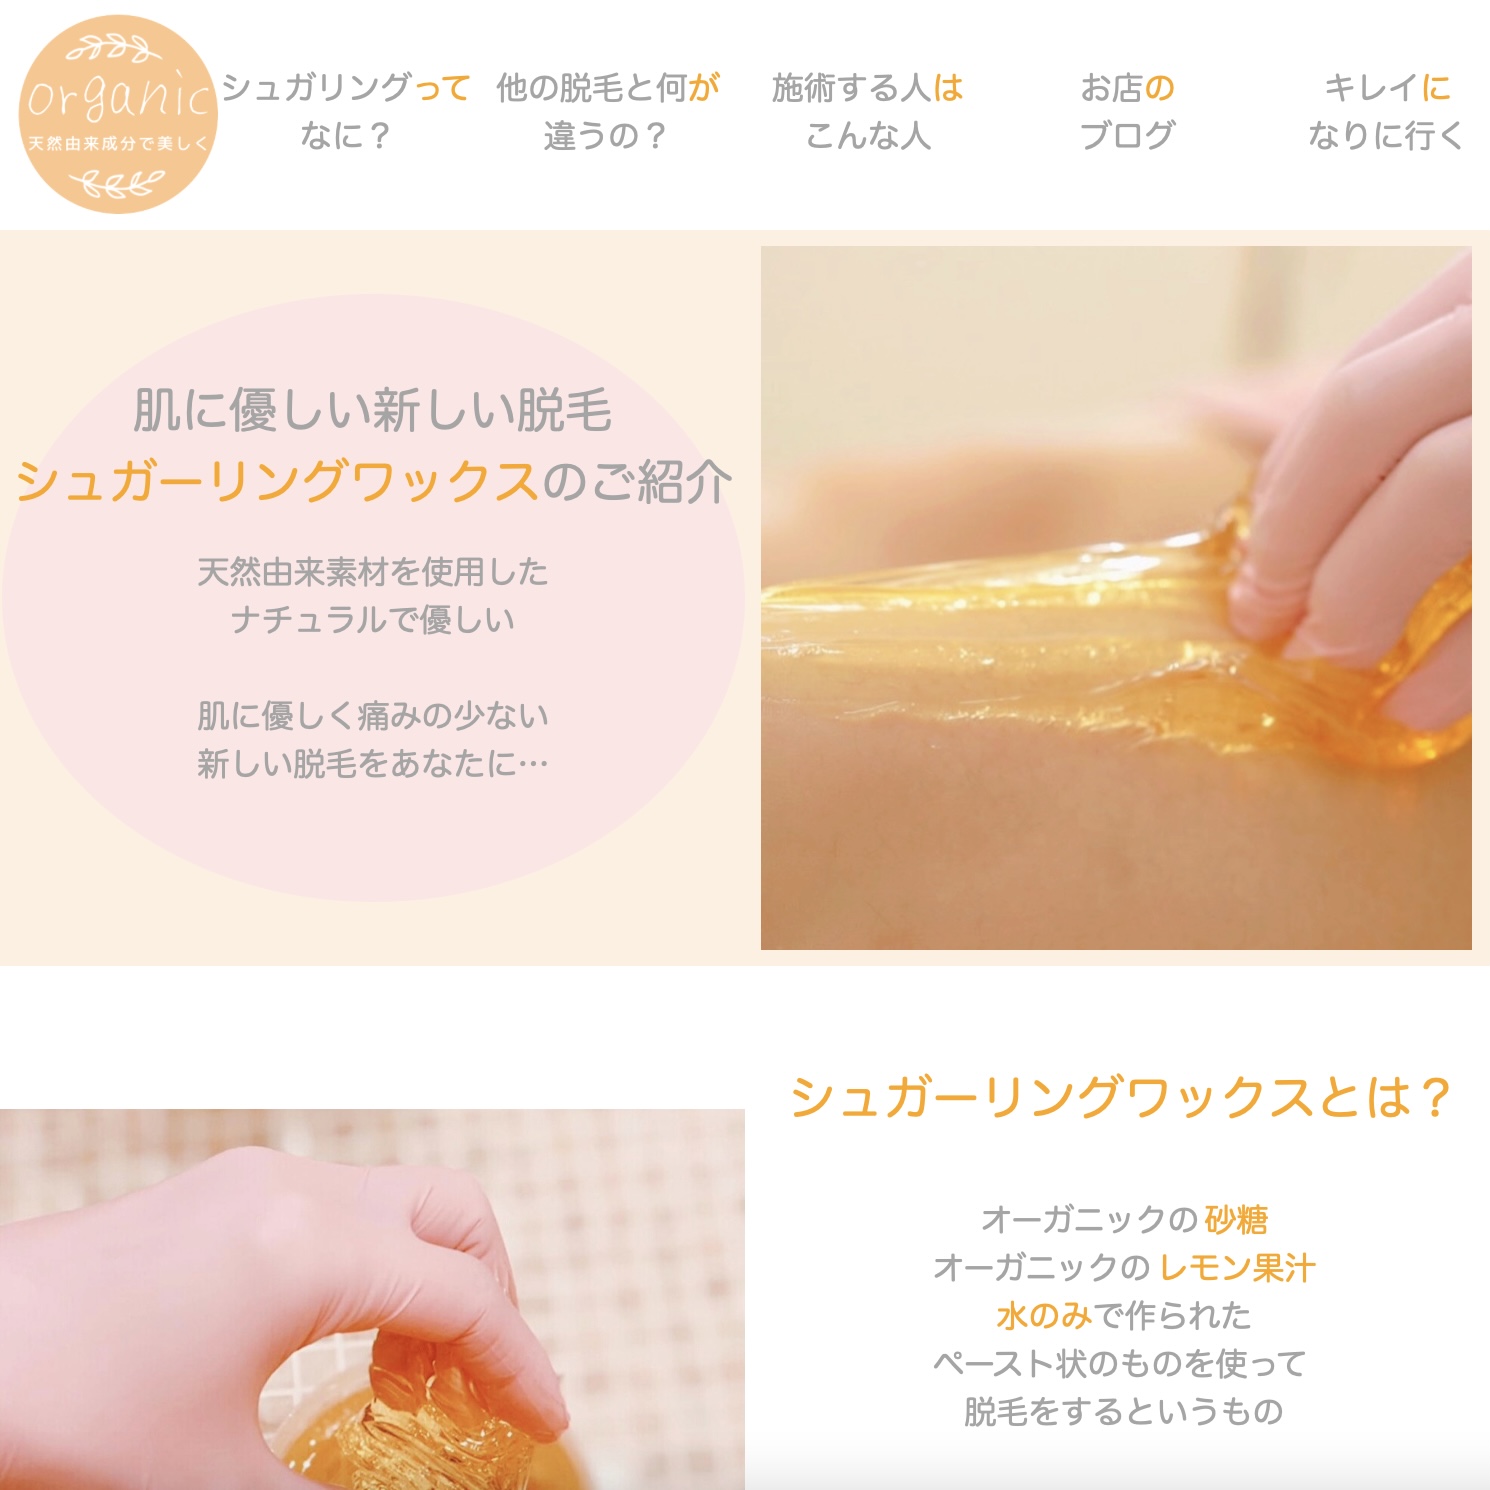 organic
天然由来成分で美しく
シュガリングって
なに？
他の脱毛と何が
違うの？
施術する人は
こんな人
お店の
ブログ
キレイに
なりに行く
肌に優しい新しい脱毛
シュガーリングワックスのご紹介
天然由来素材を使用した
ナチュラルで優しい
肌に優しく痛みの少ない
新しい脱毛をあなたに…
シュガーリングワックスとは？
オーガニックの砂糖
オーガニックのレモン果汁
水のみで作られた
ペースト状のものを使って
脱毛をするというもの